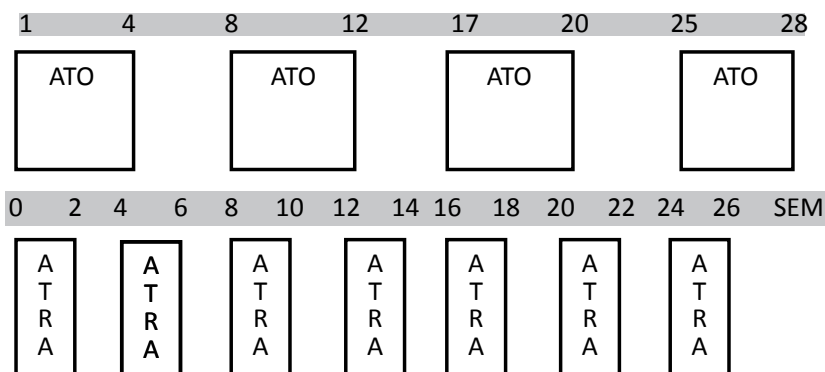 1 4 8 12 17 20 25 28
ATO ATO ATO ATO
0 2 4 6 8 10 12 14 16 18 20 22 24 26 SEM
A A A A A A A
T T T T T T T
R R R R R R R
A A A A A A A